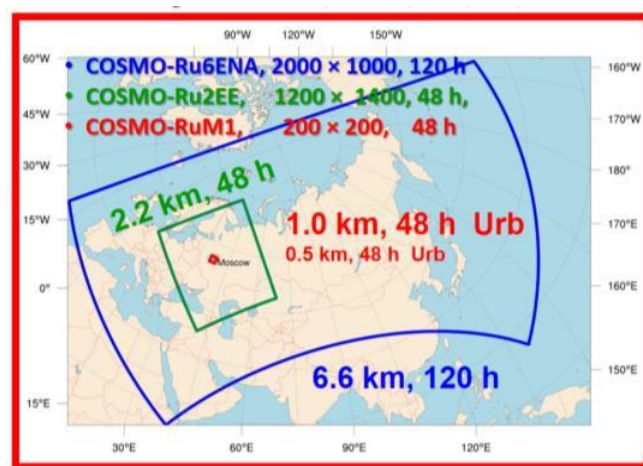 90°W 120°W 150°W
60°W
• COSMO-Ru6ENA, 2000 × 1000, 120 h
160°W
• COSMO-Ru2EE, 1200 × 1400, 48 h,
45°W
• COSMO-RuM1, 200 × 200, 48 h
170°W
30°W
180°
2.2 km, 48 h
15°W
1.0 km, 48 h Urb
170°E
0.5 km, 48 h Urb
Moscow
0°
160°E
6.6 km, 120 h
150°E
15°E
30°E 60°E 90°E 120°E